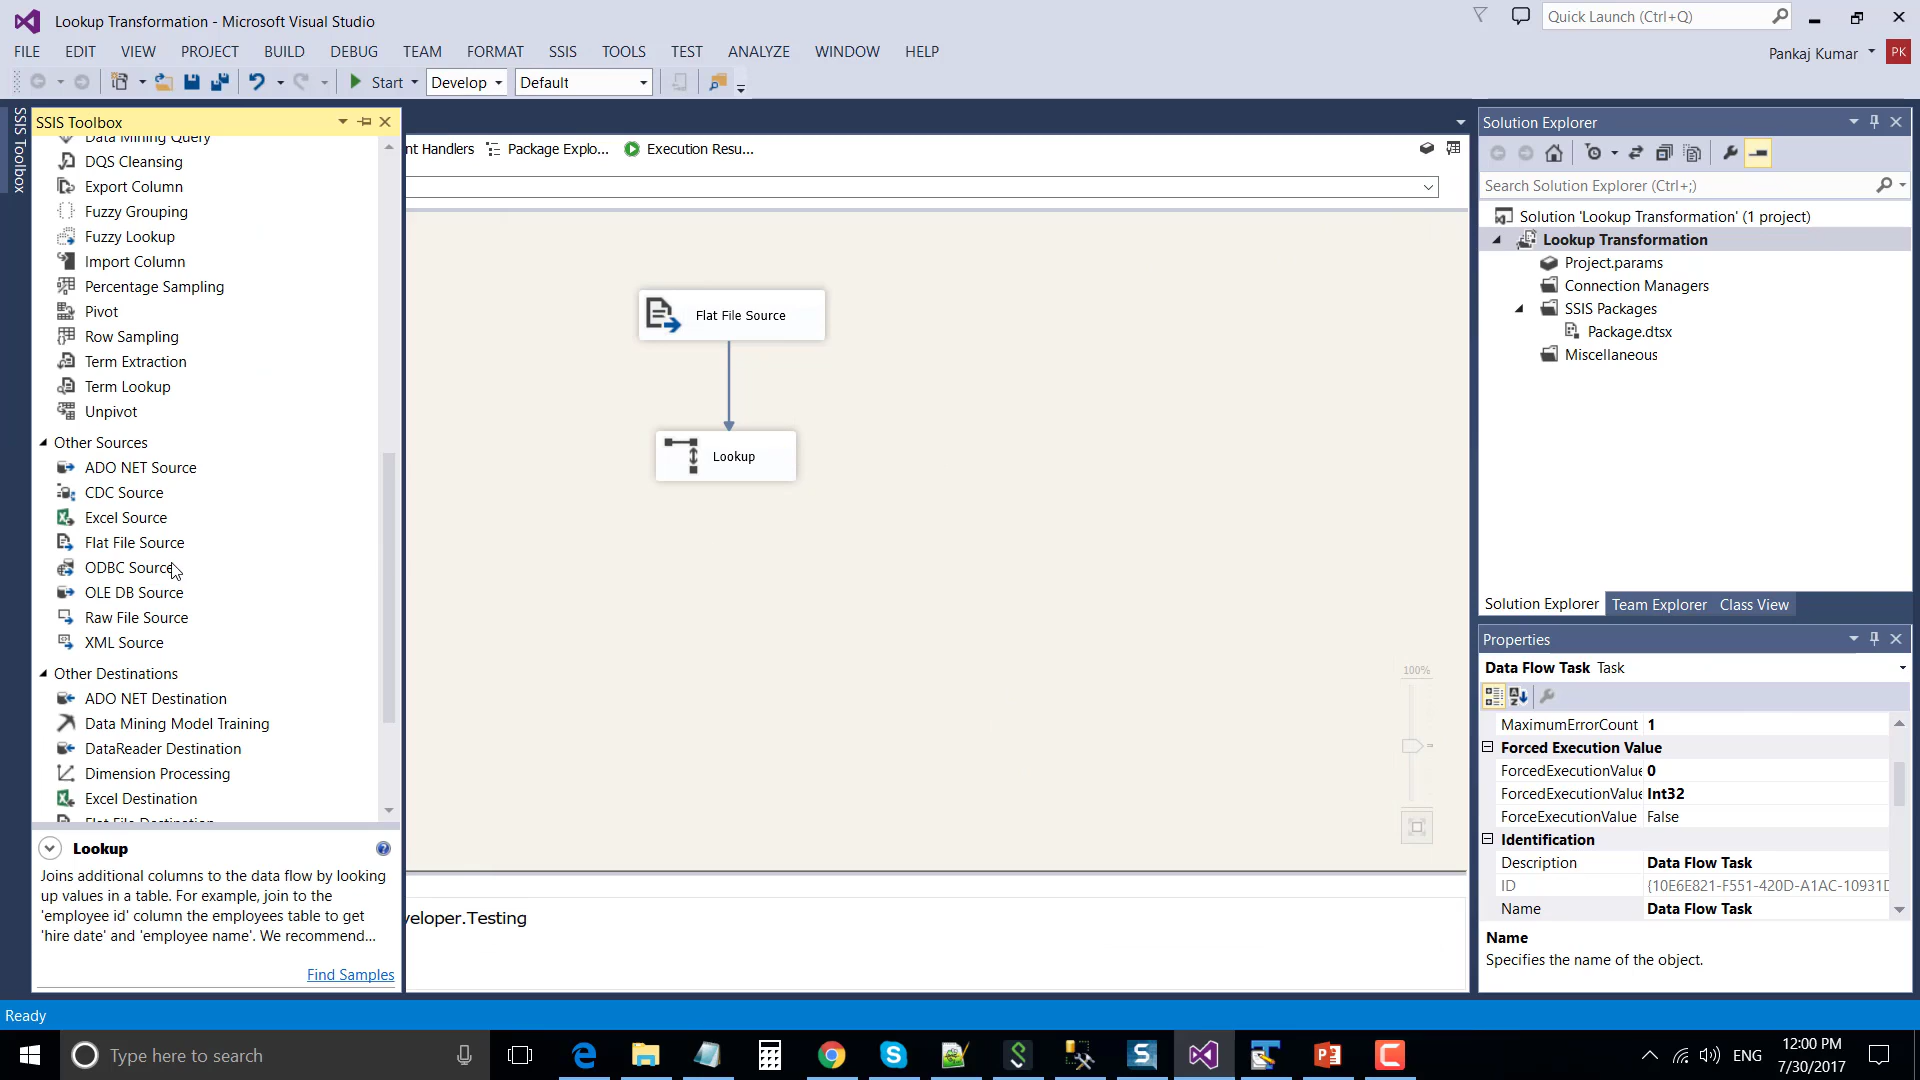 Lookup Transformation - Microsoft Visual Studio
Quick Launch (Ctrl+Q)
FILE EDIT VIEW PROJECT BUILD DEBUG TEAM FORMAT SSIS TOOLS TEST ANALYZE WINDOW HELP
Pankaj Kumar PK
Start Develop Default
SSIS Toolbox
SSIS Toolbox
Data Mining Query
DQS Cleansing
Export Column
Fuzzy Grouping
Fuzzy Lookup
Import Column
Percentage Sampling
Pivot
Row Sampling
Term Extraction
Term Lookup
Unpivot
Other Sources
ADO NET Source
CDC Source
Excel Source
Flat File Source
ODBC Source
OLE DB Source
Raw File Source
XML Source
Other Destinations
ADO NET Destination
Data Mining Model Training
DataReader Destination
Dimension Processing
Excel Destination
Flat File Destination
Lookup
Joins additional columns to the data flow by looking
up values in a table. For example, join to the
'employee id' column the employees table to get
'hire date' and 'employee name'. We recommend...
Find Samples
nt Handlers Package Explo... Execution Resu...
Flat File Source
Lookup
100%
veloper.Testing
Solution Explorer
Search Solution Explorer (Ctrl+;)
Solution 'Lookup Transformation' (1 project)
Lookup Transformation
Project.params
Connection Managers
SSIS Packages
Package.dtsx
Miscellaneous
Solution Explorer Team Explorer Class View
Properties
Data Flow Task Task
MaximumErrorCount 1
Forced Execution Value
ForcedExecutionValue 0
ForcedExecutionValue Int32
ForceExecutionValue False
Identification
Description Data Flow Task
ID {10E6E821-F551-420D-A1AC-10931D
Name Data Flow Task
Name
Specifies the name of the object.
Ready
Type here to search
ENG
12:00 PM
7/30/2017